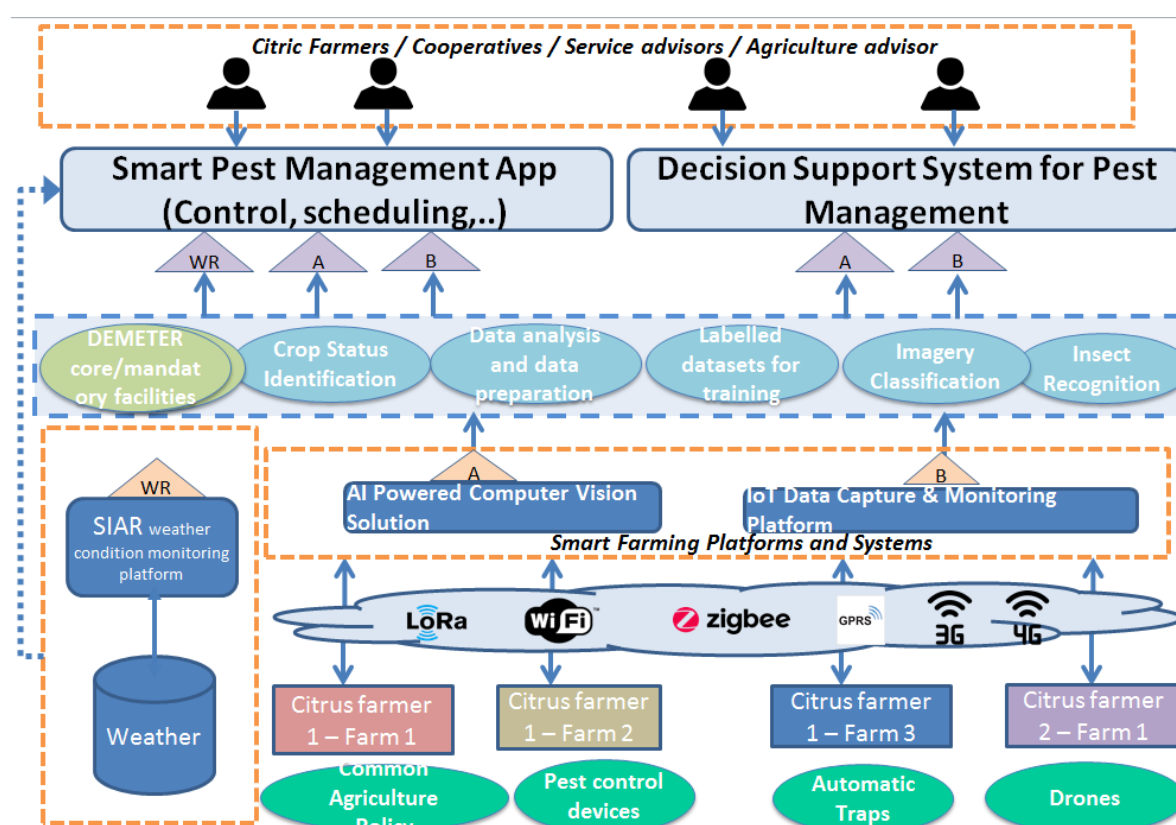 Citric Farmers / Cooperatives / Service advisors / Agriculture advisor
Smart Pest Management App
(Control, scheduling,..)
Decision Support System for Pest
Management
WR
A
B
A
B
DEMETER
core/mandat
ory facilities
Crop Status
Identification
Data analysis
and data
preparation
Labelled
datasets for
training
Imagery
Classification
Insect
Recognition
WR
SIAR weather
condition monitoring
platform
Weather
A
AI Powered Computer Vision
Solution
B
IoT Data Capture & Monitoring
Platform
Smart Farming Platforms and Systems
LoRa
WiFi™
zigbee
GPRS
3G
4G
Citrus farmer
1 – Farm 1
Citrus farmer
1 – Farm 2
Citrus farmer
1 – Farm 3
Citrus farmer
2 – Farm 1
Common
Agriculture
Policy
Pest control
devices
Automatic
Traps
Drones